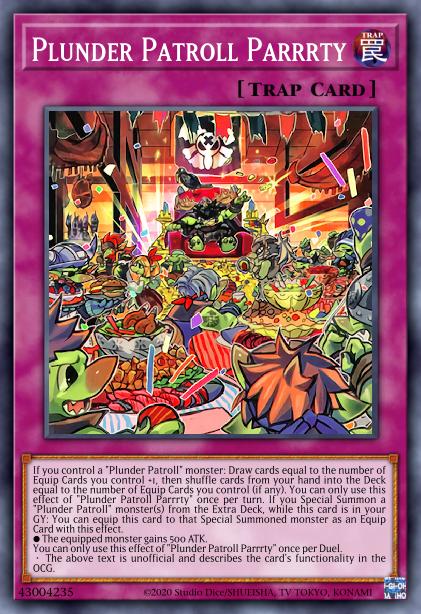 PLUNDER PATROLL PARRRTY
TRAP
罠
[TRAP CARD]
If you control a "Plunder Patroll" monster: Draw cards equal to the number of
Equip Cards you control +1, then shuffle cards from your hand into the Deck
equal to the number of Equip Cards you control (if any). You can only use this
effect of "Plunder Patroll Parrrty" once per turn. If you Special Summon a
"Plunder Patroll" monster(s) from the Extra Deck, while this card is in your
GY: You can equip this card to that Special Summoned monster as an Equip
Card with this effect.
●The equipped monster gains 500 ATK.
You can only use this effect of "Plunder Patroll Parrrty" once per Duel.
· The above text is unofficial and describes the card's functionality in the
OCG.
43004235
©2020 Studio Dice/SHUEISHA, TV TOKYO, KONAMI